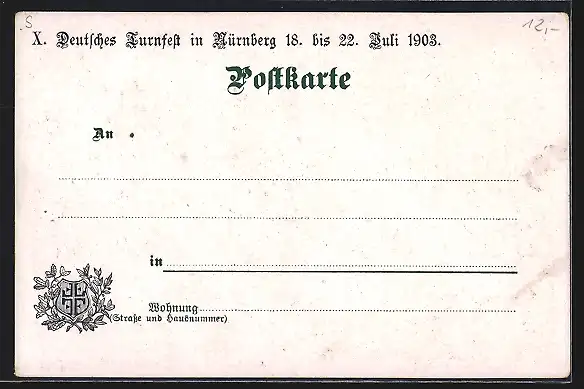 S
12,-
X. Deutsches Turnfest in Nürnberg 18. bis 22. Juli 1903.
Postkarte
An
in
Wohnung
(Straße und Hausnummer)